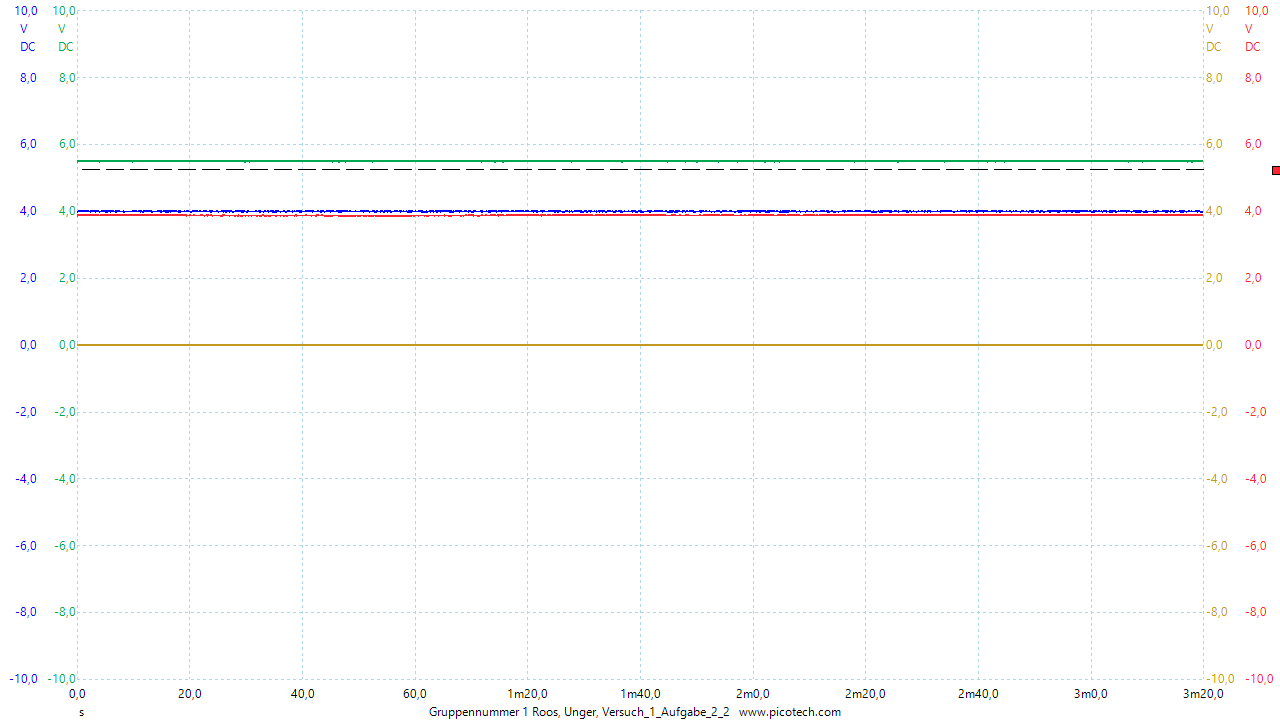 10,0 10,0 10,0 10,0
V V V V
DC DC DC DC
8,0 8,0 8,0 8,0
6,0 6,0 6,0 6,0
4,0 4,0 4,0 4,0
2,0 2,0 2,0 2,0
0,0 0,0 0,0 0,0
-2,0 -2,0 -2,0 -2,0
-4,0 -4,0 -4,0 -4,0
-6,0 -6,0 -6,0 -6,0
-8,0 -8,0 -8,0 -8,0
-10,0 -10,0 -10,0 -10,0
0,0 20,0 40,0 60,0 1m20,0 1m40,0 2m0,0 2m20,0 2m40,0 3m0,0 3m20,0
s Gruppennummer 1 Roos, Unger, Versuch_1_Aufgabe_2_2 www.picotech.com